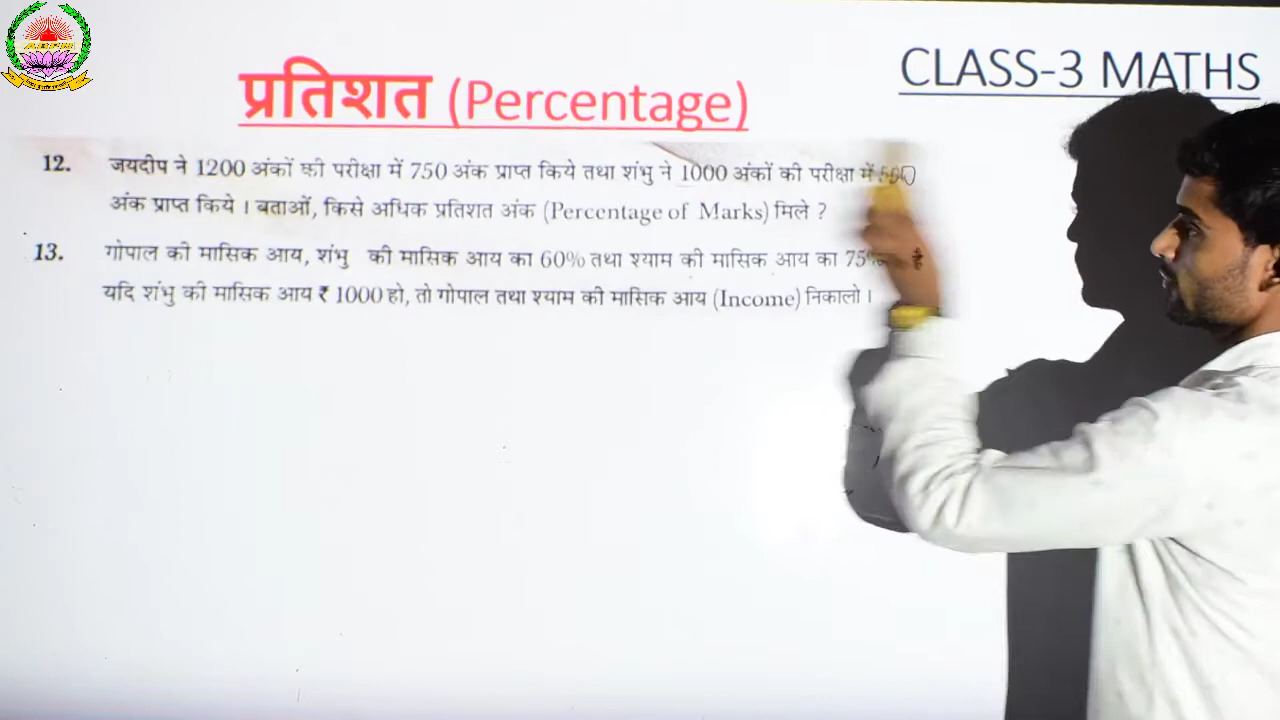 CLASS-3 MATHS
प्रतिशत (Percentage)
12. जयदीप ने 1200 अंकों की परीक्षा में 750 अंक प्राप्त किये तथा शंभु ने 1000 अंकों की परीक्षा में
अंक प्राप्त किये । बताओं, किसे अधिक प्रतिशत अंक (Percentage of Marks) मिले ?
13. गोपाल की मासिक आय, शंभु की मासिक आय का 60% तथा श्याम की मासिक आय का 75% है
यदि शंभु की मासिक आय ₹ 1000 हो, तो गोपाल तथा श्याम की मासिक आय (Income) निकालो ।